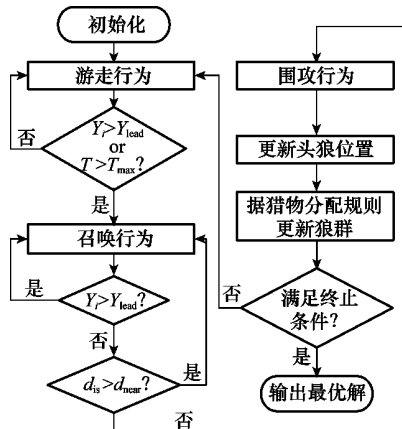 初始化
游走行为
Y_i>Y_lead
or
T>T_max?
否
是
召唤行为
Y_i>Y_lead?
是
否
d_is>d_near?
是
否
围攻行为
更新头狼位置
据猎物分配规则
更新狼群
满足终止
条件?
否
是
输出最优解